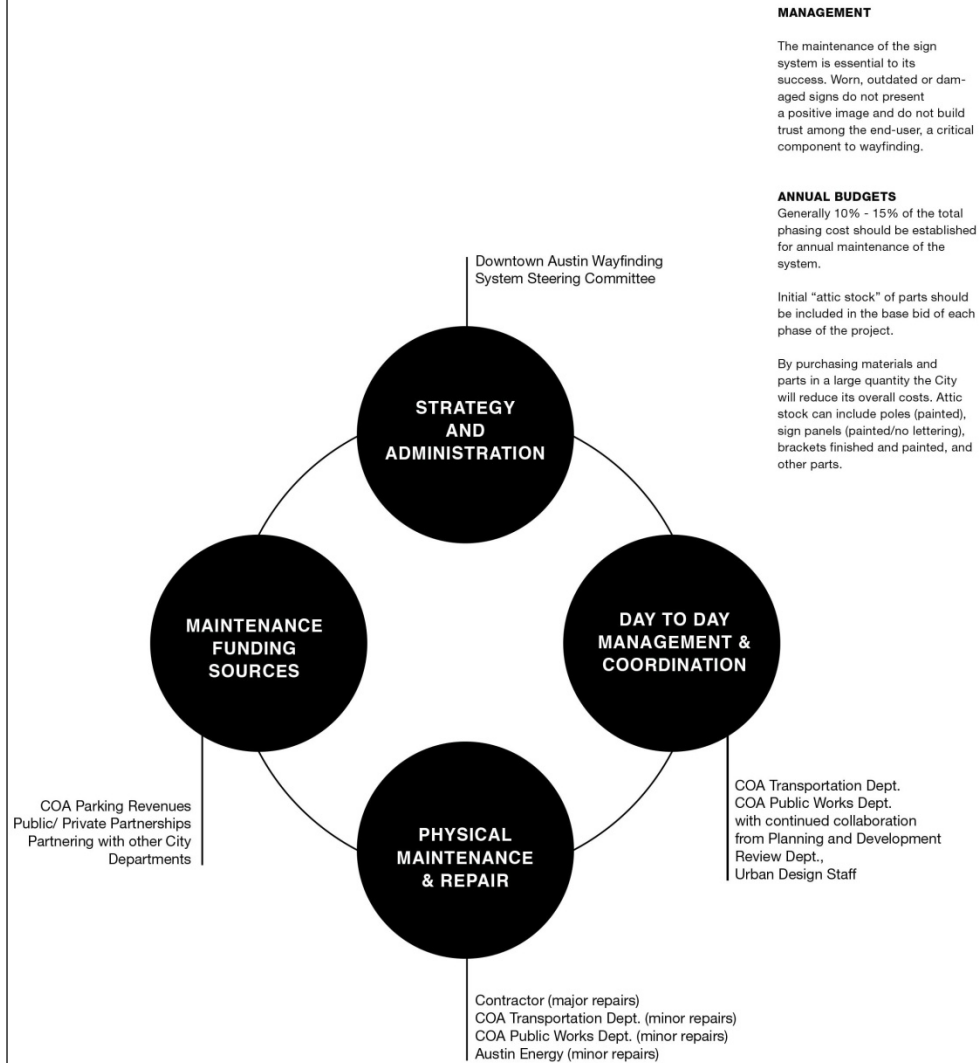 MANAGEMENT
The maintenance of the sign
system is essential to its
success. Worn, outdated or dam-
aged signs do not present
a positive image and do not build
trust among the end-user, a critical
component to wayfinding.
ANNUAL BUDGETS
Generally 10% - 15% of the total
phasing cost should be established
for annual maintenance of the
system.
Initial “attic stock” of parts should
be included in the base bid of each
phase of the project.
By purchasing materials and
parts in a large quantity the City
will reduce its overall costs. Attic
stock can include poles (painted),
sign panels (painted/no lettering),
brackets finished and painted, and
other parts.
Downtown Austin Wayfinding
System Steering Committee
STRATEGY
AND
ADMINISTRATION
MAINTENANCE
FUNDING
SOURCES
DAY TO DAY
MANAGEMENT &
COORDINATION
COA Parking Revenues
Public/ Private Partnerships
Partnering with other City
Departments
PHYSICAL
MAINTENANCE
& REPAIR
COA Transportation Dept.
COA Public Works Dept.
with continued collaboration
from Planning and Development
Review Dept.,
Urban Design Staff
Contractor (major repairs)
COA Transportation Dept. (minor repairs)
COA Public Works Dept. (minor repairs)
Austin Energy (minor repairs)